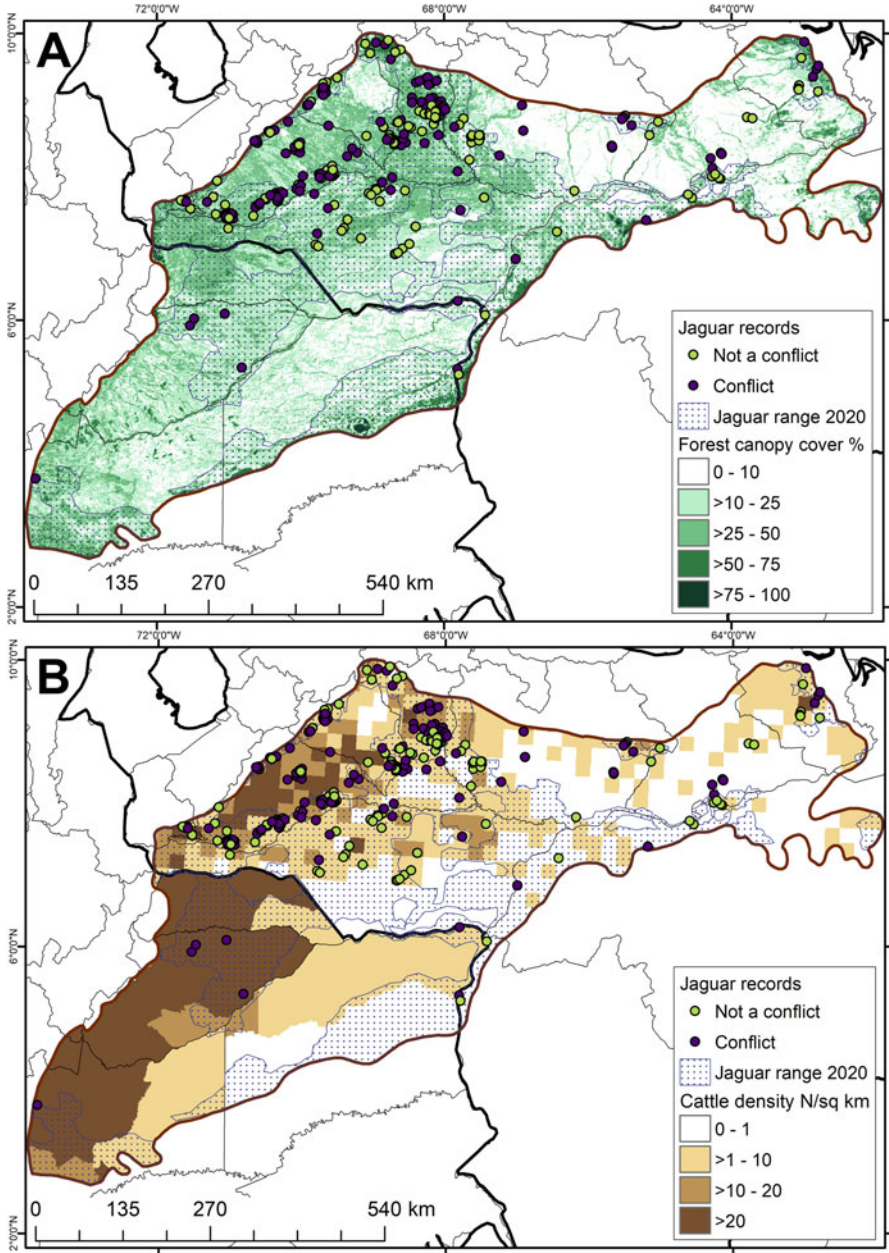 72°0'0"W 68°0'0"W 64°0'0"W
10°0'0"N
A
6°0'0"N
2°0'0"N
Jaguar records
Not a conflict
Conflict
Jaguar range 2020
Forest canopy cover %
0 - 10
>10 - 25
>25 - 50
>50 - 75
>75 - 100
0 135 270 540 km
72°0'0"W 68°0'0"W 64°0'0"W
10°0'0"N
B
6°0'0"N
2°0'0"N
Jaguar records
Not a conflict
Conflict
Jaguar range 2020
Cattle density N/sq km
0 - 1
>1 - 10
>10 - 20
>20
0 135 270 540 km